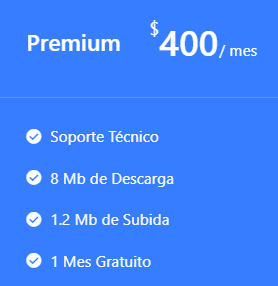 Premium $400/ mes
Soporte Técnico
8 Mb de Descarga
1.2 Mb de Subida
1 Mes Gratuito